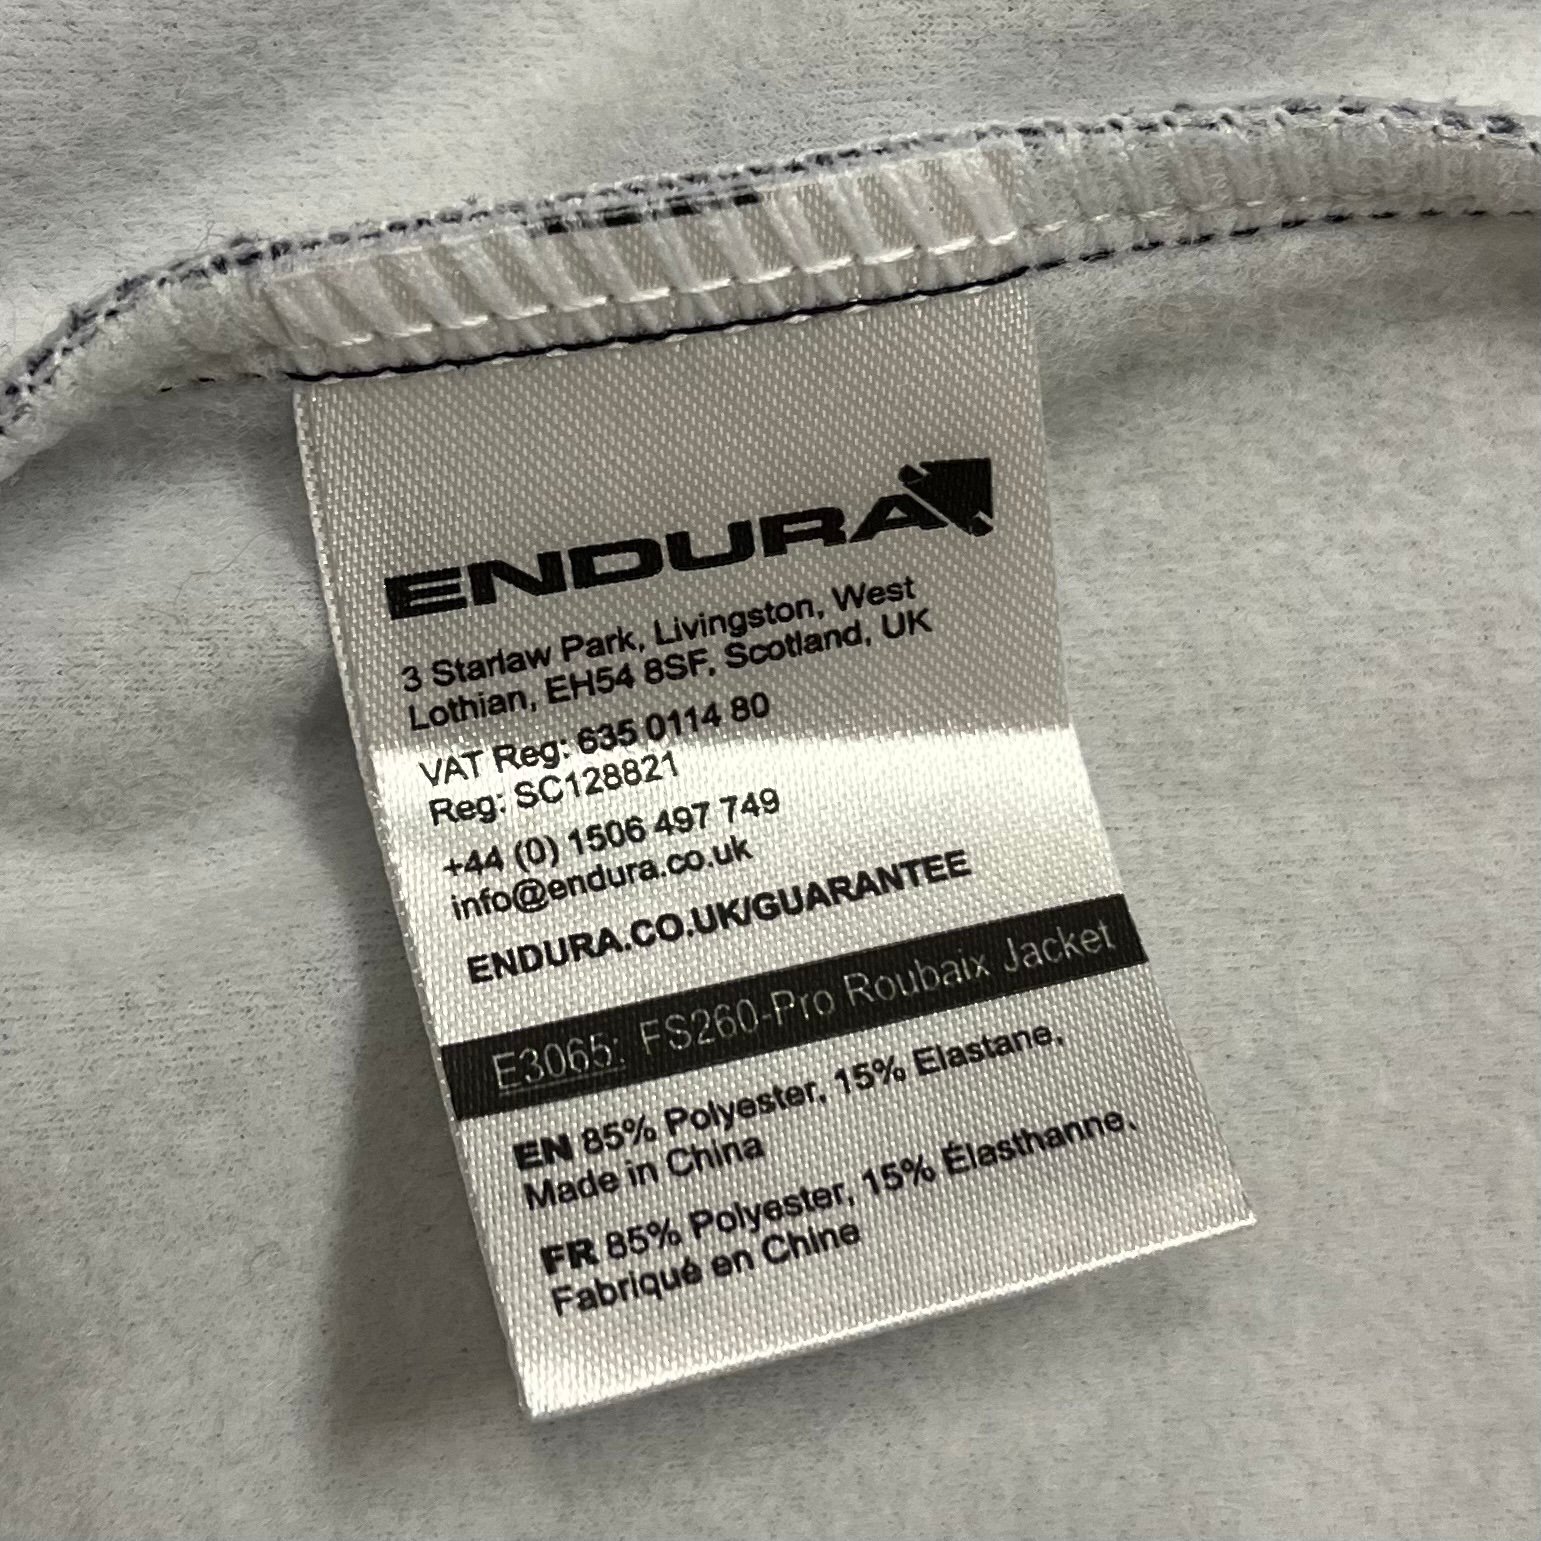 ENDURA
3 Starlaw Park, Livingston, West
Lothian, EH54 8SF, Scotland, UK
VAT Reg: 635 0114 80
Reg: SC128821
+44 (0) 1506 497 749
info@endura.co.uk
ENDURA.CO.UK/GUARANTEE
E3065: FS260-Pro Roubaix Jacket
EN 85% Polyester, 15% Elastane,
Made in China
FR 85% Polyester, 15% Élasthanne,
Fabriqué en Chine